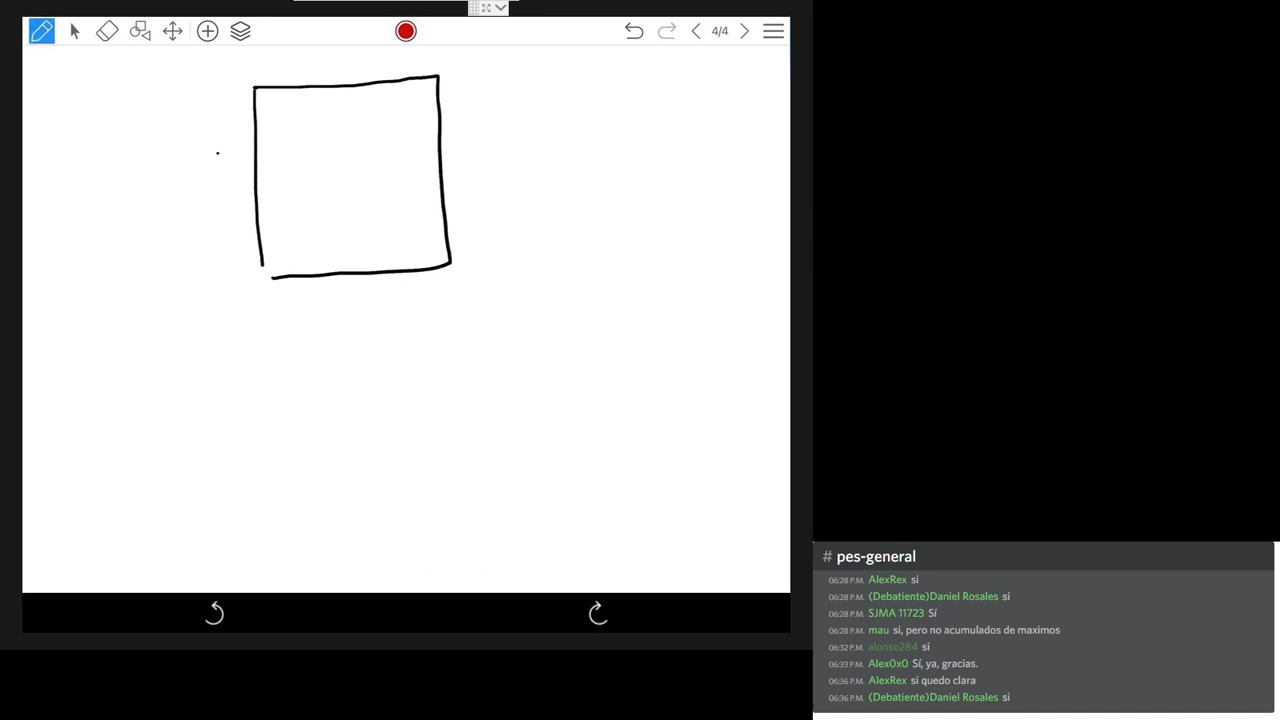 4/4
# pes-general
06:28 P.M. AlexRex si
06:28 P.M. (Debatiente)Daniel Rosales si
06:28 P.M. SJMA 11723 Sí
06:28 P.M. mau si, pero no acumulados de maximos
06:32 P.M. alonso284 si
06:33 P.M. Alex0x0 Sí, ya, gracias.
06:36 P.M. AlexRex si quedo clara
06:36 P.M. (Debatiente)Daniel Rosales si